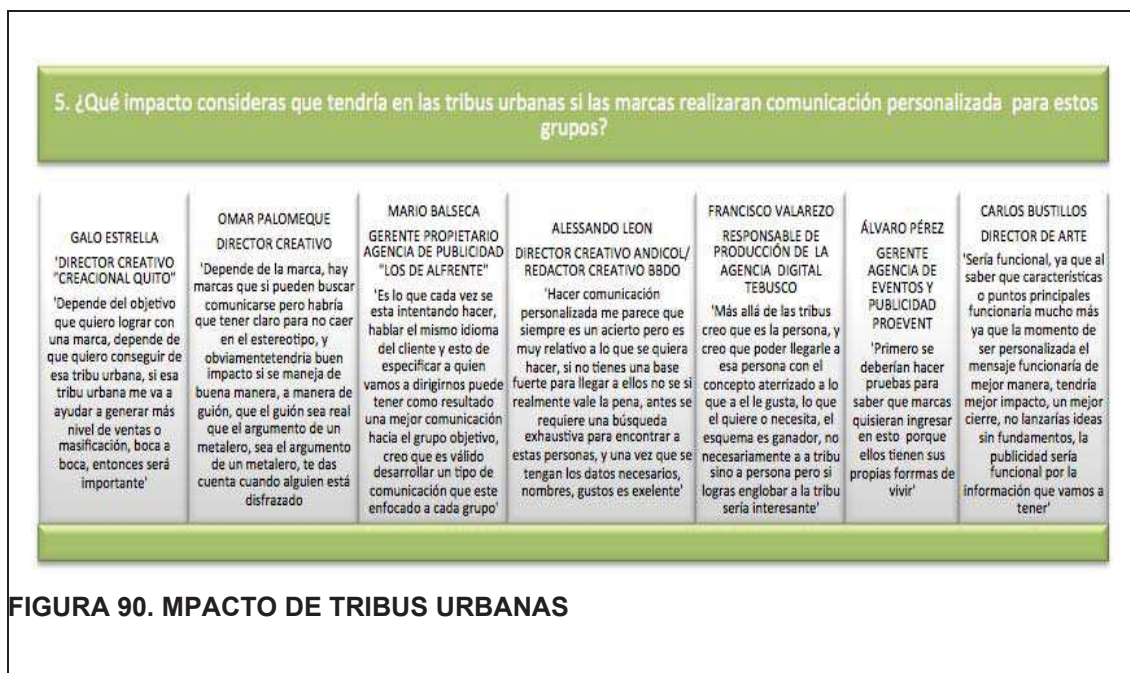 5. ¿Qué impacto consideras que tendría en las tribus urbanas si las marcas realizaran comunicación personalizada para estos
grupos?
GALO ESTRELLA
'DIRECTOR CREATIVO
"CREACIONAL QUITO"
'Depende del objetivo
que quiero lograr con
una marca, depende de
que quiero conseguir de
esa tribu urbana, si esa
tribu urbana me va a
ayudar a generar más
nivel de ventas o
masificación, boca a
boca, entonces será
importante'
OMAR PALOMEQUE
DIRECTOR CREATIVO
'Depende de la marca, hay
marcas que si pueden buscar
comunicarse pero habría
que tener claro para no caer
en el estereotipo, y
obviamentetendria buen
impacto si se maneja de
buena manera, a manera de
guión, que el guión sea real
que el argumento de un
metalero, sea el argumento
de un metalero, te das
cuenta cuando alguien está
disfrazado
MARIO BALSECA
GERENTE PROPIETARIO
AGENCIA DE PUBLICIDAD
"LOS DE ALFRENTE"
'Es lo que cada vez se
esta intentando hacer,
hablar el mismo idioma
del cliente y esto de
especificar a quien
vamos a dirigirnos puede
tener como resultado
una mejor comunicación
hacia el grupo objetivo,
creo que es válido
desarrollar un tipo de
comunicación que este
enfocado a cada grupo'
ALESSANDO LEON
DIRECTOR CREATIVO ANDICOL/
REDACTOR CREATIVO BBDO
'Hacer comunicación
personalizada me parece que
siempre es un acierto pero es
muy relativo a lo que se quiera
hacer, si no tienes una base
fuerte para llegar a ellos no se si
realmente vale la pena, antes se
requiere una búsqueda
exhaustiva para encontrar a
estas personas, y una vez que se
tengan los datos necesarios,
nombres, gustos es exelente'
FRANCISCO VALAREZO
RESPONSABLE DE
PRODUCCIÓN DE LA
AGENCIA DIGITAL
TEBUSCO
'Más allá de las tribus
creo que es la persona, y
creo que poder llegarle a
esa persona con el
concepto aterrizado a lo
que a el le gusta, lo que
el quiere o necesita, el
esquema es ganador, no
necesariamente a a tribu
sino a persona pero si
logras englobar a la tribu
sería interesante'
ÁLVARO PÉREZ
GERENTE
AGENCIA DE
EVENTOS Y
PUBLICIDAD
PROEVENT
'Primero se
deberían hacer
pruebas para
saber que marcas
quisieran ingresar
en esto porque
ellos tienen sus
propias forrmas de
vivir'
CARLOS BUSTILLOS
DIRECTOR DE ARTE
'Sería funcional, ya que al
saber que características
o puntos principales
funcionaría mucho más
ya que la momento de
ser personalizada el
mensaje funcionaría de
mejor manera, tendría
mejor impacto, un mejor
cierre, no lanzarías ideas
sin fundamentos, la
publicidad sería
funcional por la
información que vamos a
tener'
FIGURA 90. MPACTO DE TRIBUS URBANAS